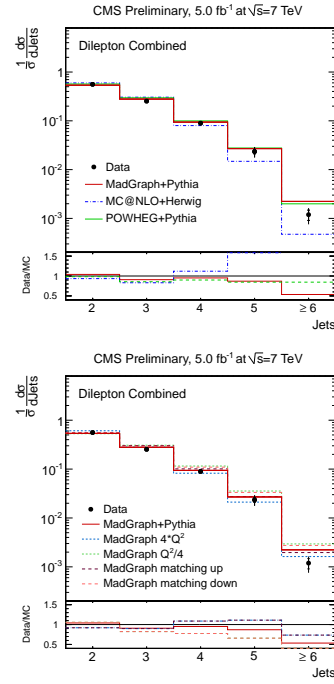 CMS Preliminary, 5.0 fb⁻¹ at √s=7 TeV
1/σ dσ/dJets
Dilepton Combined
1
10⁻¹
10⁻²
10⁻³
Data
MadGraph+Pythia
MC@NLO+Herwig
POWHEG+Pythia
Data/MC
1.5
1
0.5
2 3 4 5 ≥ 6
Jets
CMS Preliminary, 5.0 fb⁻¹ at √s=7 TeV
1/σ dσ/dJets
Dilepton Combined
1
10⁻¹
10⁻²
10⁻³
Data
MadGraph+Pythia
MadGraph 4*Q²
MadGraph Q²/4
MadGraph matching up
MadGraph matching down
Data/MC
1.5
1
0.5
2 3 4 5 ≥ 6
Jets